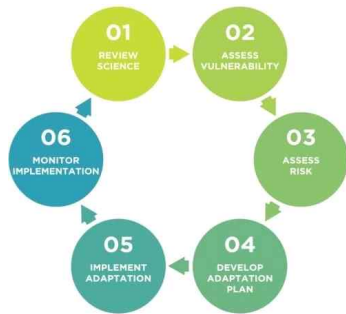 01
REVIEW
SCIENCE
02
ASSESS
VULNERABILITY
03
ASSESS
RISK
04
DEVELOP
ADAPTATION
PLAN
05
IMPLEMENT
ADAPTATION
06
MONITOR
IMPLEMENTATION